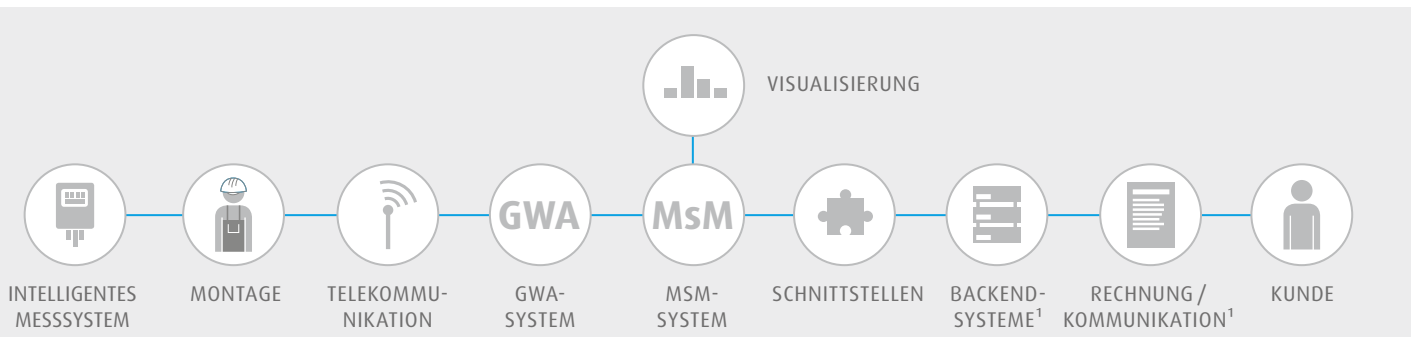 VISUALISIERUNG
GWA
MsM
INTELLIGENTES
MESSSYSTEM
MONTAGE
TELEKOMMU-
NIKATION
GWA-
SYSTEM
MSM-
SYSTEM
SCHNITTSTELLEN
BACKEND-
SYSTEME¹
RECHNUNG /
KOMMUNIKATION¹
KUNDE